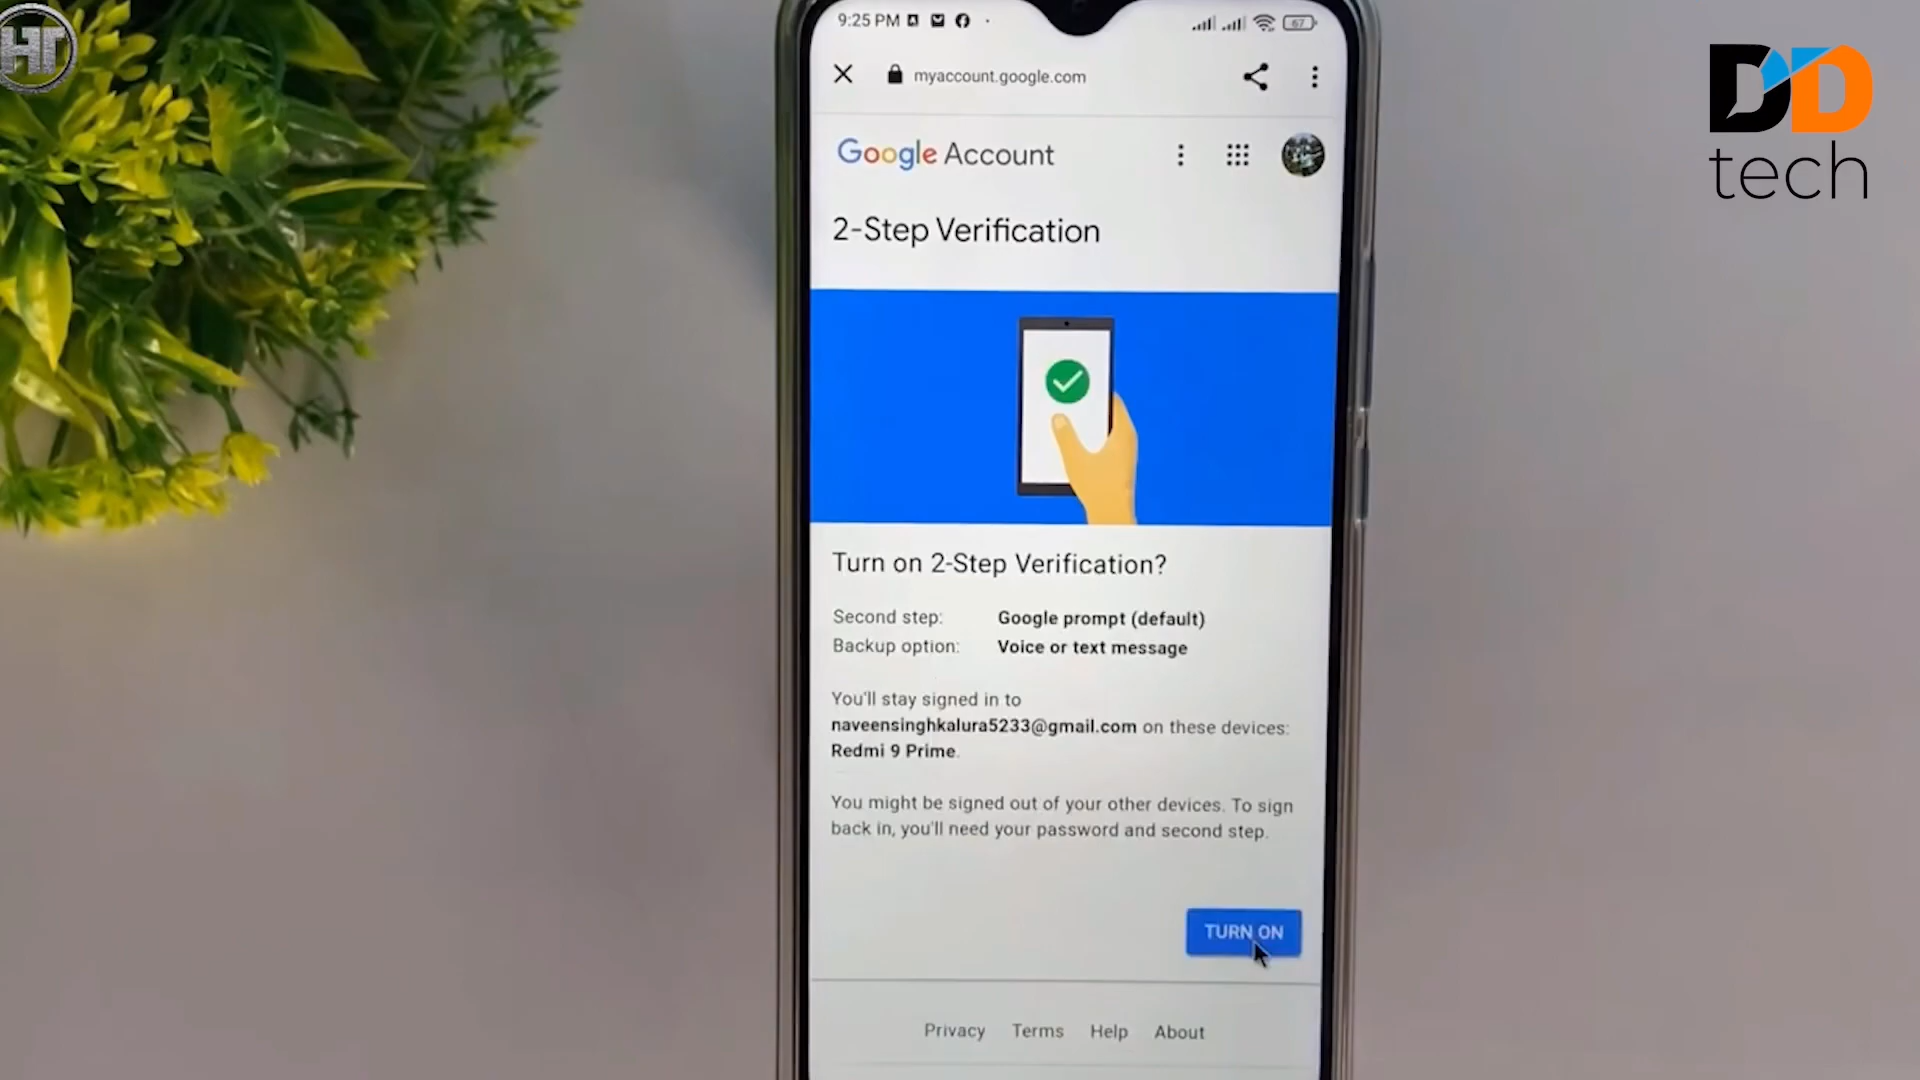 HT
9:25 PM
67
myaccount.google.com
DD
tech
Google Account
2-Step Verification
Turn on 2-Step Verification?
Second step: Google prompt (default)
Backup option: Voice or text message
You'll stay signed in to
naveensinghkalura5233@gmail.com on these devices:
Redmi 9 Prime.
You might be signed out of your other devices. To sign
back in, you'll need your password and second step.
TURN ON
Privacy Terms Help About